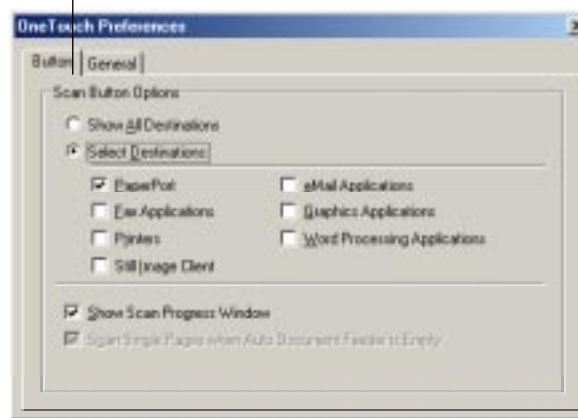 OneTouch Preferences
Button General
Scan Button Options
Show All Destinations
Select Destinations:
PaperPort eMail Applications
Fax Applications Graphics Applications
Printers Word Processing Applications
Still Image Client
Show Scan Progress Window
Scan Single Pages when Auto Document Feeder is Empty